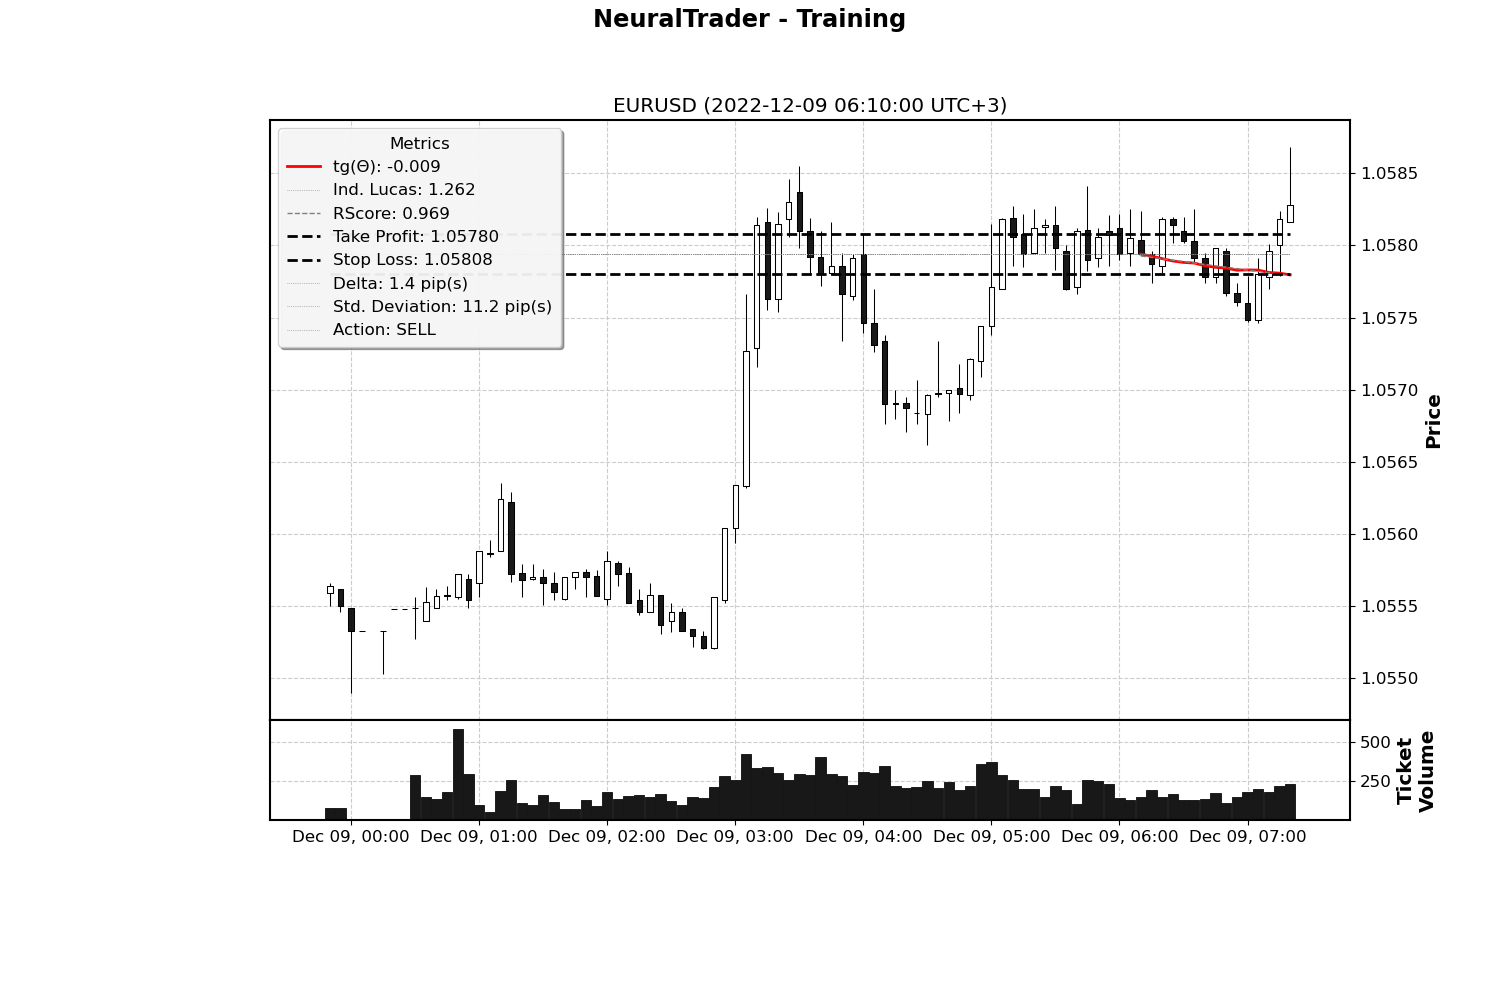 NeuralTrader - Training
EURUSD (2022-12-09 06:10:00 UTC+3)
Metrics
tg(Θ): -0.009
Ind. Lucas: 1.262
RScore: 0.969
Take Profit: 1.05780
Stop Loss: 1.05808
Delta: 1.4 pip(s)
Std. Deviation: 11.2 pip(s)
Action: SELL
1.0585
1.0580
1.0575
1.0570
1.0565
1.0560
1.0555
1.0550
Price
500
250
Ticket
Volume
Dec 09, 00:00 Dec 09, 01:00 Dec 09, 02:00 Dec 09, 03:00 Dec 09, 04:00 Dec 09, 05:00 Dec 09, 06:00 Dec 09, 07:00